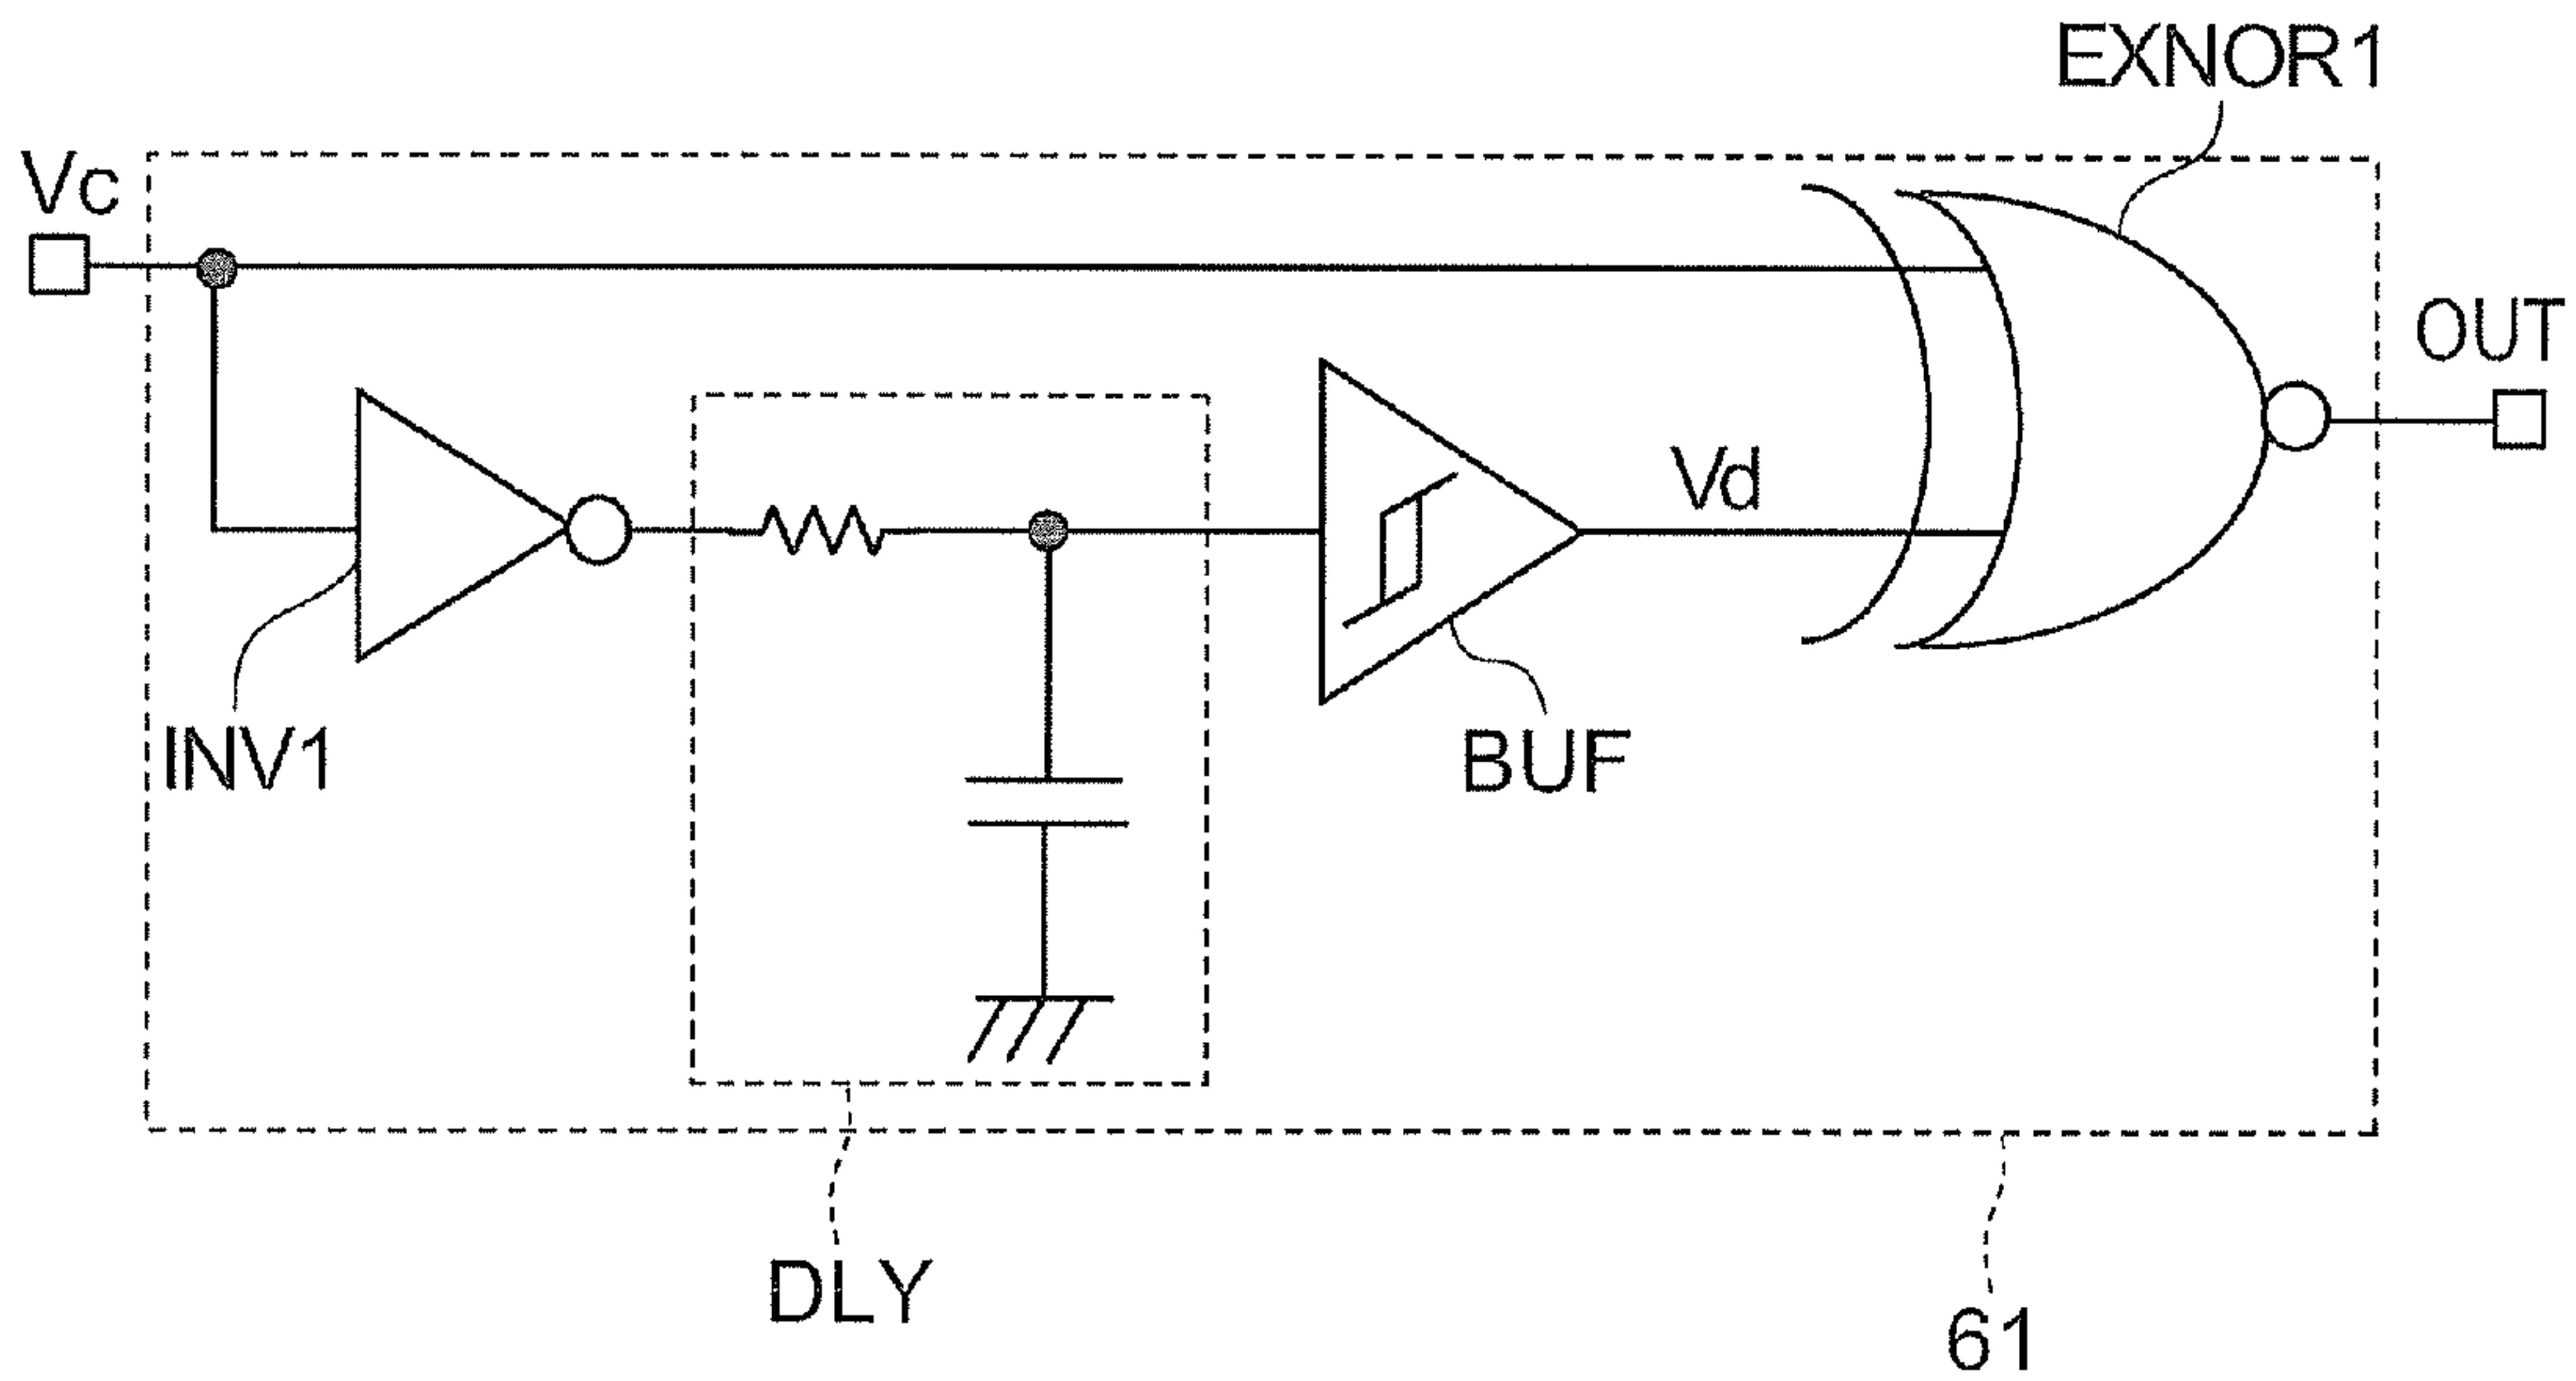 EXNOR1
Vc
OUT
Vd
INV1
BUF
DLY
61